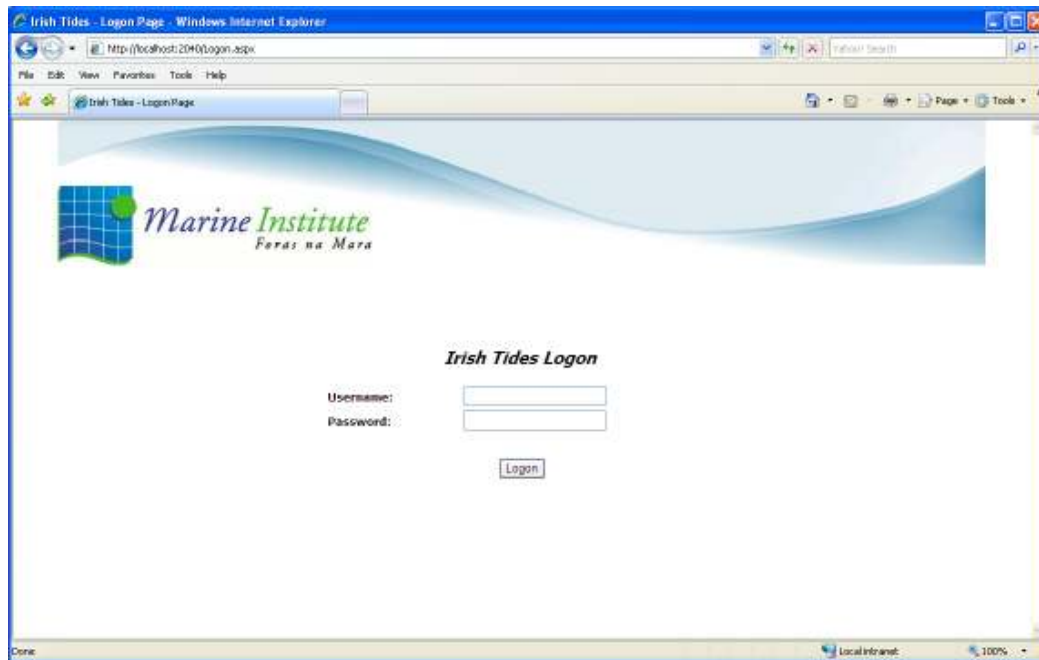 Irish Tides - Logon Page - Windows Internet Explorer
http://localhost:2040/Logon.aspx
Yahoo! Search
File Edit View Favorites Tools Help
Irish Tides - Logon Page
Page Tools
Marine Institute
Foras na Mara
Irish Tides Logon
Username:
Password:
Logon
Done
Local intranet
100%